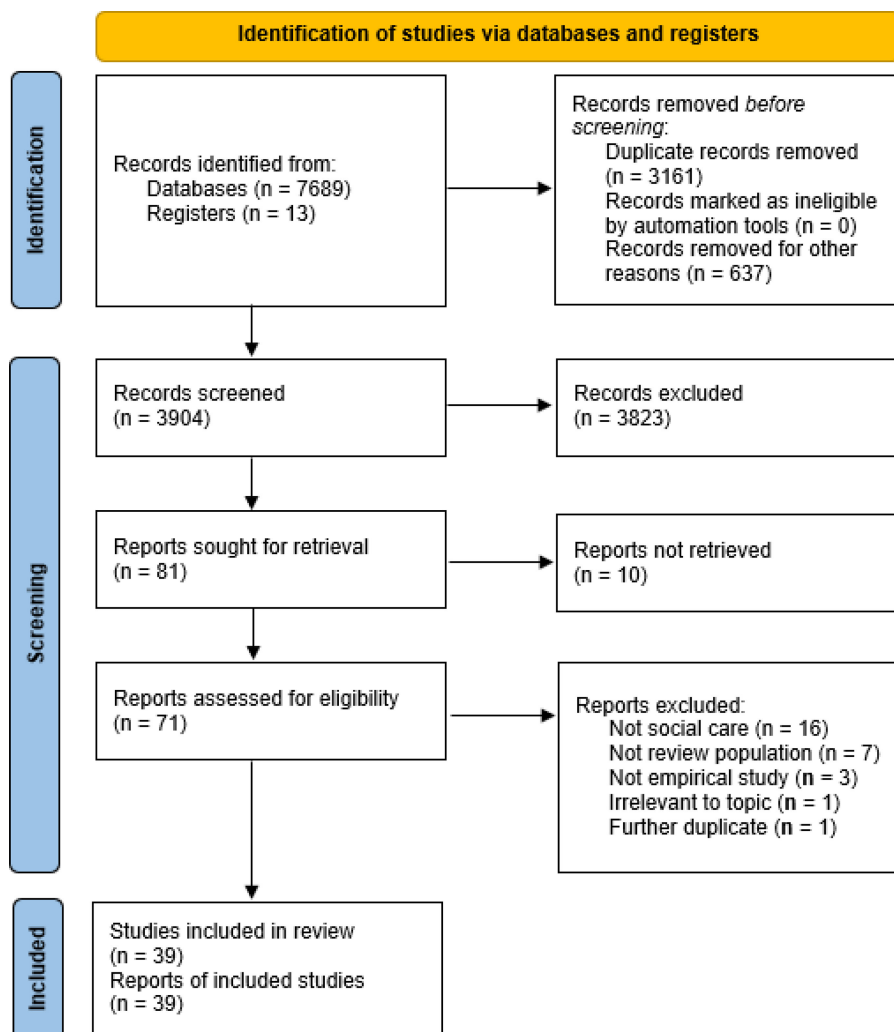 Identification of studies via databases and registers
Identification
Records identified from:
Databases (n = 7689)
Registers (n = 13)
Records removed before
screening:
Duplicate records removed
(n = 3161)
Records marked as ineligible
by automation tools (n = 0)
Records removed for other
reasons (n = 637)
Screening
Records screened
(n = 3904)
Records excluded
(n = 3823)
Reports sought for retrieval
(n = 81)
Reports not retrieved
(n = 10)
Reports assessed for eligibility
(n = 71)
Reports excluded:
Not social care (n = 16)
Not review population (n = 7)
Not empirical study (n = 3)
Irrelevant to topic (n = 1)
Further duplicate (n = 1)
Included
Studies included in review
(n = 39)
Reports of included studies
(n = 39)